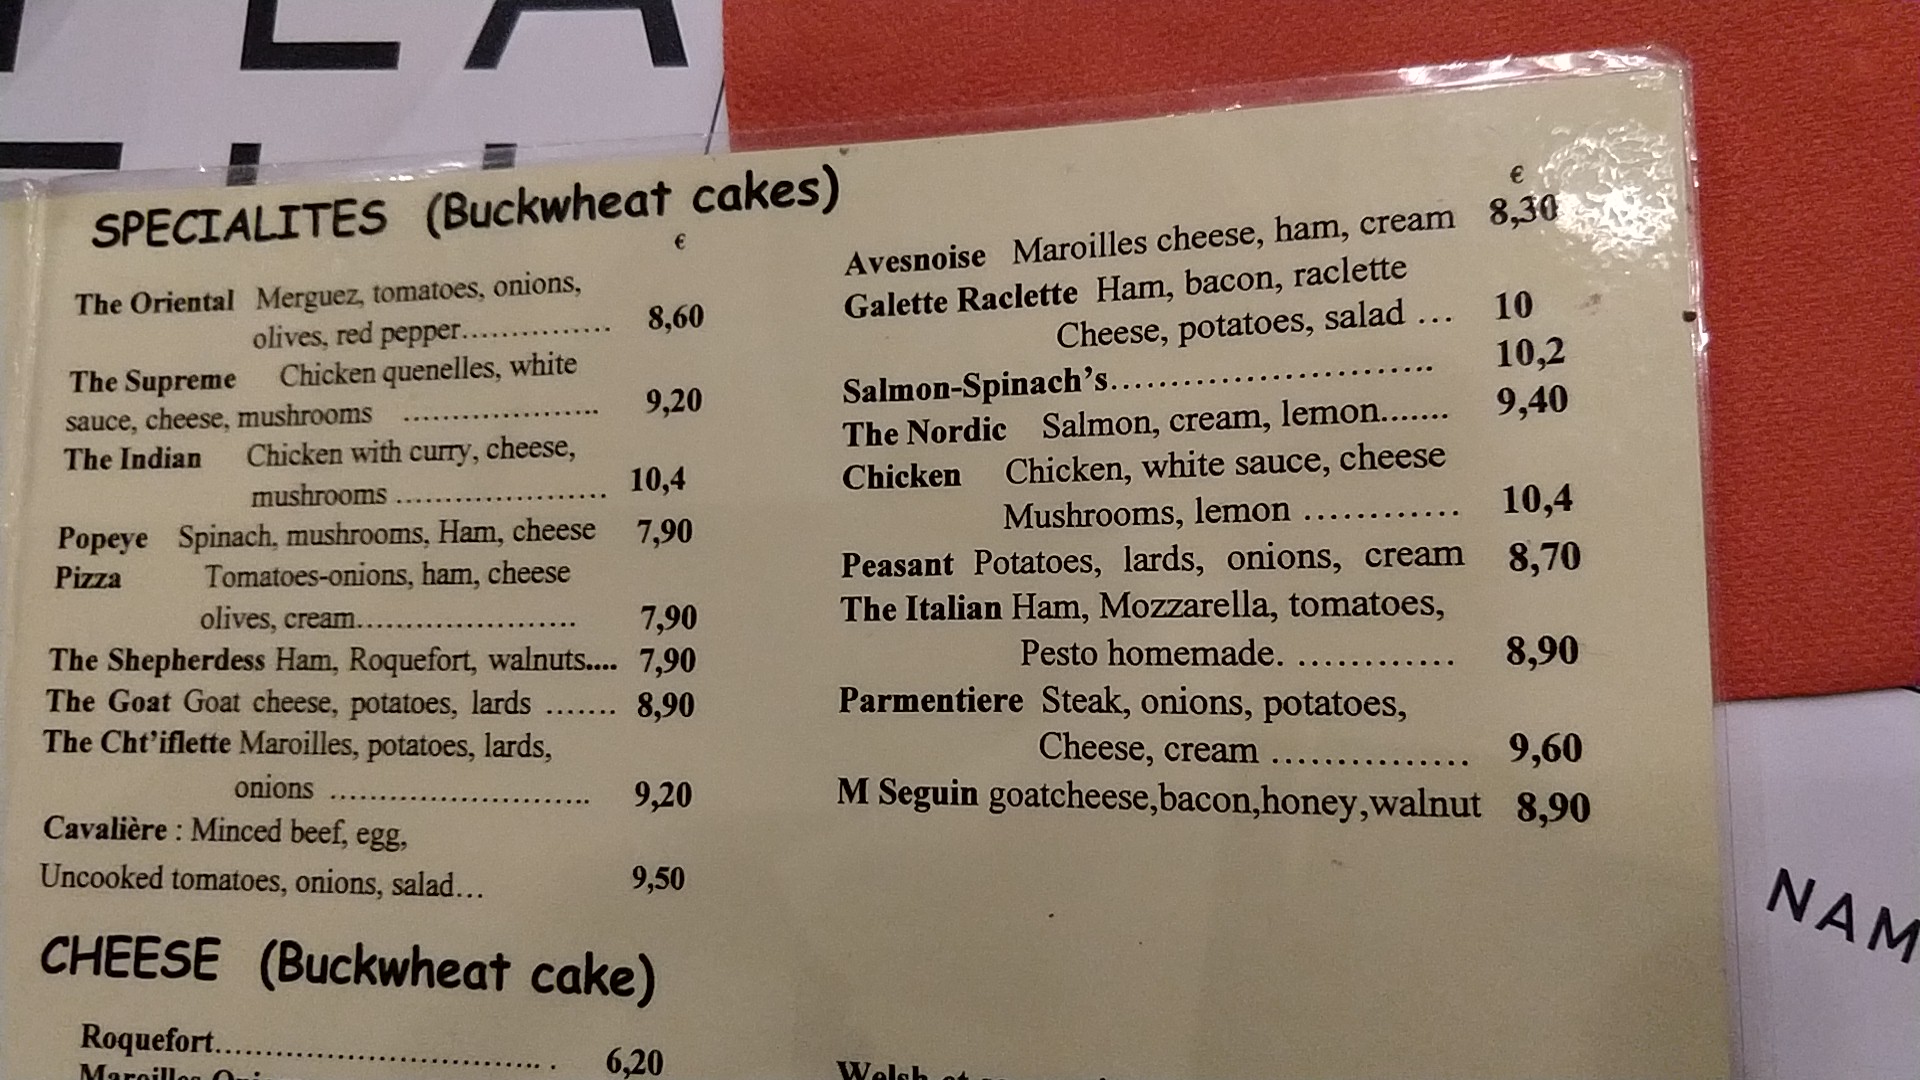 LA
SPECIALITES (Buckwheat cakes)
€
The Oriental Merguez, tomatoes, onions,
olives, red pepper............... 8,60
The Supreme Chicken quenelles, white
sauce, cheese, mushrooms .................... 9,20
The Indian Chicken with curry, cheese,
mushrooms ..................... 10,4
Popeye Spinach, mushrooms, Ham, cheese 7,90
Pizza Tomatoes-onions, ham, cheese
olives, cream...................... 7,90
The Shepherdess Ham, Roquefort, walnuts.... 7,90
The Goat Goat cheese, potatoes, lards ....... 8,90
The Cht'iflette Maroilles, potatoes, lards,
onions .......................... 9,20
Cavalière : Minced beef, egg,
Uncooked tomatoes, onions, salad... 9,50
€
Avesnoise Maroilles cheese, ham, cream 8,30
Galette Raclette Ham, bacon, raclette
Cheese, potatoes, salad ... 10
Salmon-Spinach's............................ 10,2
The Nordic Salmon, cream, lemon....... 9,40
Chicken Chicken, white sauce, cheese
Mushrooms, lemon ............ 10,4
Peasant Potatoes, lards, onions, cream 8,70
The Italian Ham, Mozzarella, tomatoes,
Pesto homemade. ............ 8,90
Parmentiere Steak, onions, potatoes,
Cheese, cream ............... 9,60
M Seguin goatcheese,bacon,honey,walnut 8,90
CHEESE (Buckwheat cake)
Roquefort.................................. . 6,20
Maroilles
Welsh et
NAM